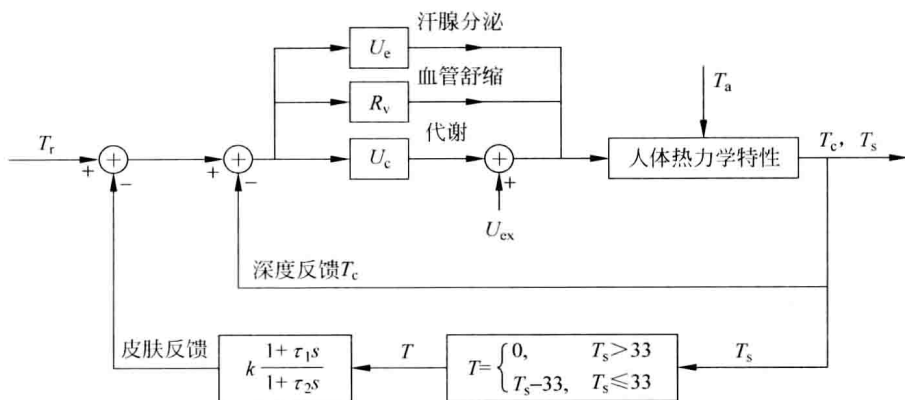 汗腺分泌
U_e
血管舒缩
R_v
代谢
U_c
T_a
T_r
+
−
+
−
+
U_ex
人体热力学特性
T_c, T_s
深度反馈T_c
皮肤反馈
k (1+τ_1s)/(1+τ_2s)
T
T={0, T_s>33
T_s−33, T_s≤33
T_s